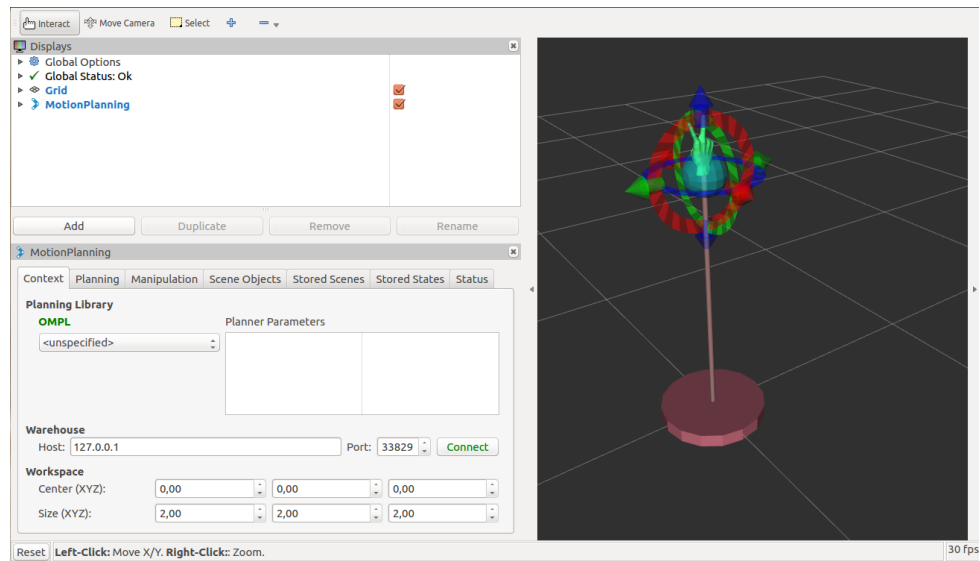 Interact Move Camera Select
Displays
Global Options
Global Status: Ok
Grid
MotionPlanning
Add Duplicate Remove Rename
MotionPlanning
Context Planning Manipulation Scene Objects Stored Scenes Stored States Status
Planning Library
OMPL Planner Parameters
<unspecified>
Warehouse
Host: 127.0.0.1 Port: 33829 Connect
Workspace
Center (XYZ): 0,00 0,00 0,00
Size (XYZ): 2,00 2,00 2,00
Reset Left-Click: Move X/Y. Right-Click:: Zoom. 30 fps